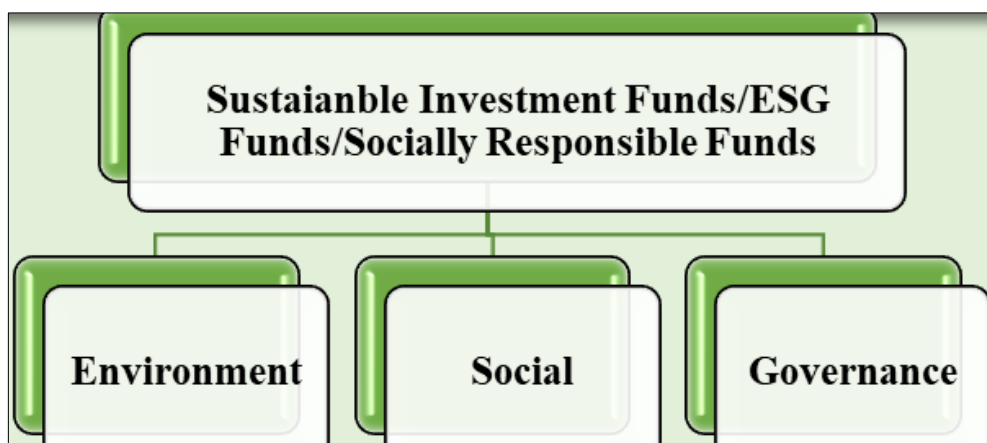 Sustaianble Investment Funds/ESG
Funds/Socially Responsible Funds
Environment
Social
Governance